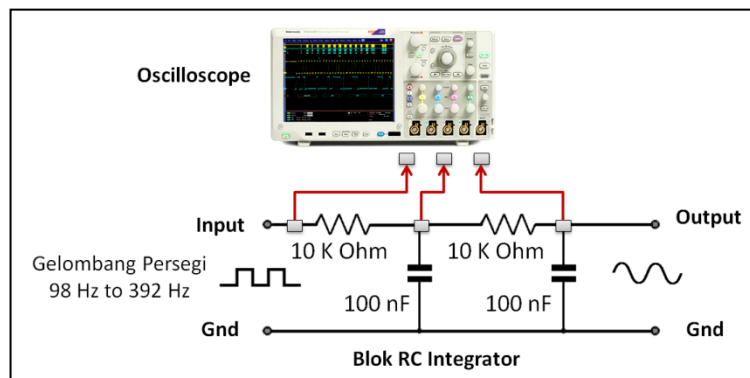 Oscilloscope
Input
10 K Ohm
10 K Ohm
Output
Gelombang Persegi
98 Hz to 392 Hz
100 nF
100 nF
Gnd
Gnd
Blok RC Integrator